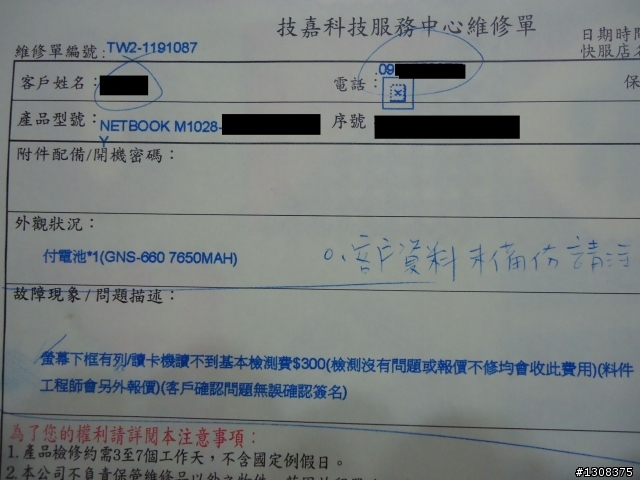 技嘉科技服務中心維修單
日期時間
維修單編號:TW2-1191087
快服店名
客戶姓名:
電話:09
保
產品型號:NETBOOK M1028-
序號
Y
附件配備/開機密碼:
外觀狀況:
付電池*1(GNS-660 7650MAH)
客戶資料未備份請注
故障現象/問題描述:
螢幕下框有列/讀卡機讀不到基本檢測費$300(檢測沒有問題或報價不修均會收此費用)(料件
工程師會另外報價)(客戶確認問題無誤確認簽名)
為了您的權利請詳閱本注意事項:
1.產品檢修約需3至7個工作天,不含國定例假日。
2.本公司不負責保管維修品以外之物件
#1308375